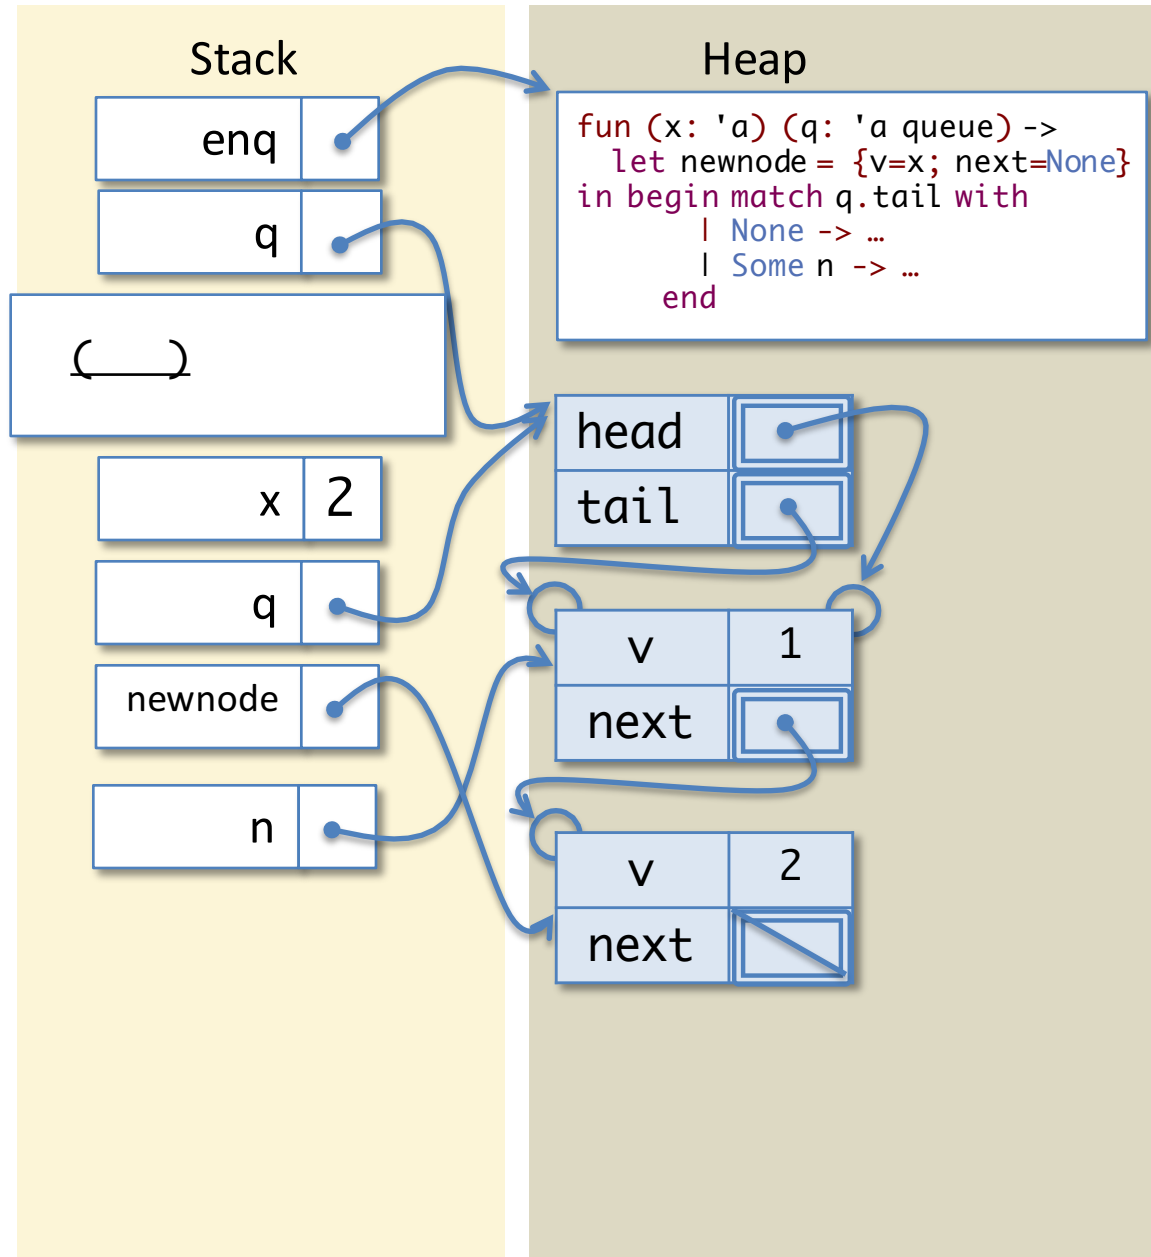 Stack
enq
q
(___)
x 2
q
newnode
n
Heap
fun (x: 'a) (q: 'a queue) ->
let newnode = {v=x; next=None}
in begin match q.tail with
| None -> …
| Some n -> …
end
head
tail
v 1
next
v 2
next